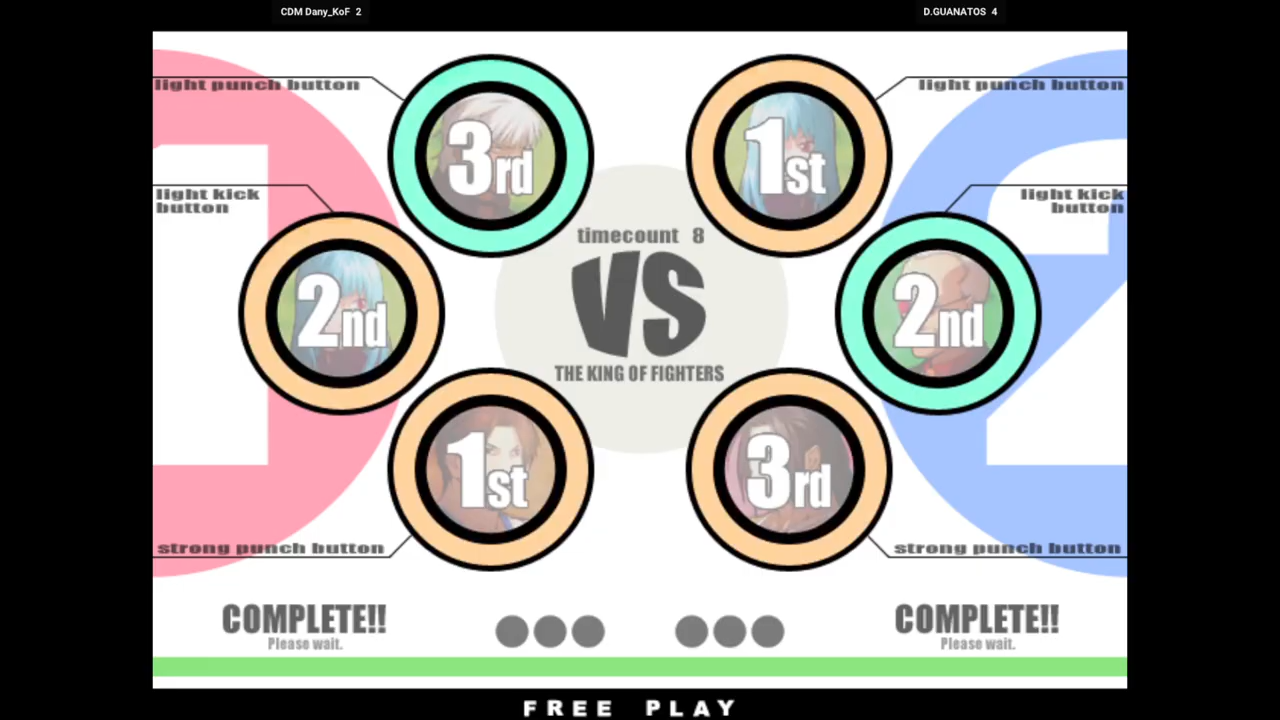 CDM Dany_KoF 2
D.GUANATOS 4
light punch button
light punch button
3rd
1st
light kick
button
light kick
button
timecount 8
VS
THE KING OF FIGHTERS
2nd
2nd
1st
3rd
strong punch button
strong punch button
1
2
COMPLETE!!
Please wait.
COMPLETE!!
Please wait.
FREE PLAY